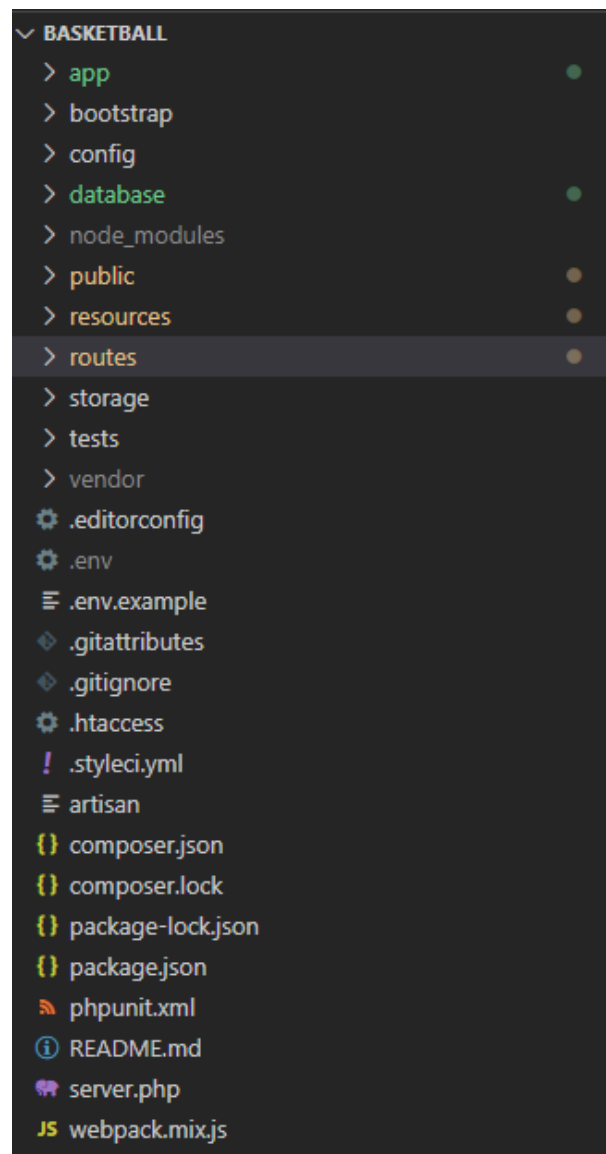 BASKETBALL
app
bootstrap
config
database
node_modules
public
resources
routes
storage
tests
vendor
.editorconfig
.env
.env.example
.gitattributes
.gitignore
.htaccess
.styleci.yml
artisan
composer.json
composer.lock
package-lock.json
package.json
phpunit.xml
README.md
server.php
JS webpack.mix.js